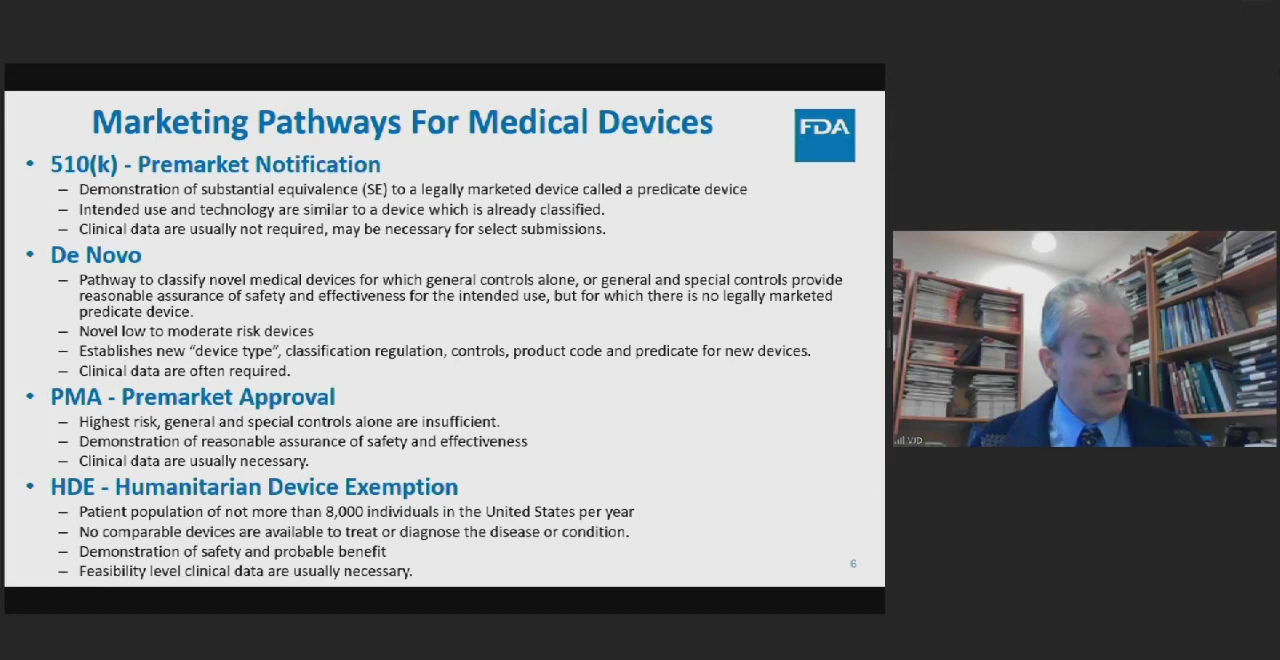 Marketing Pathways For Medical Devices
FDA
• 510(k) - Premarket Notification
– Demonstration of substantial equivalence (SE) to a legally marketed device called a predicate device
– Intended use and technology are similar to a device which is already classified.
– Clinical data are usually not required, may be necessary for select submissions.
• De Novo
– Pathway to classify novel medical devices for which general controls alone, or general and special controls provide
reasonable assurance of safety and effectiveness for the intended use, but for which there is no legally marketed
predicate device.
– Novel low to moderate risk devices
– Establishes new “device type”, classification regulation, controls, product code and predicate for new devices.
– Clinical data are often required.
• PMA - Premarket Approval
– Highest risk, general and special controls alone are insufficient.
– Demonstration of reasonable assurance of safety and effectiveness
– Clinical data are usually necessary.
• HDE - Humanitarian Device Exemption
– Patient population of not more than 8,000 individuals in the United States per year
– No comparable devices are available to treat or diagnose the disease or condition.
– Demonstration of safety and probable benefit
– Feasibility level clinical data are usually necessary.
6
VJD